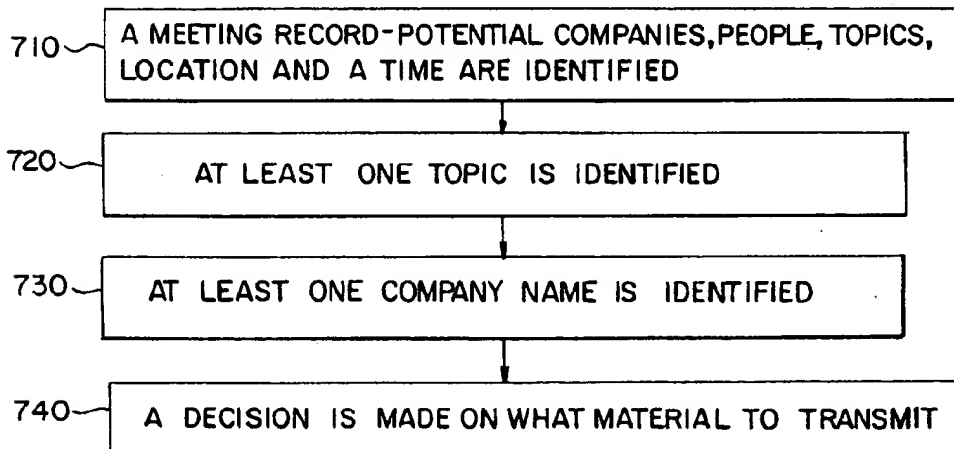 710
A MEETING RECORD-POTENTIAL COMPANIES, PEOPLE, TOPICS,
LOCATION AND A TIME ARE IDENTIFIED
720
AT LEAST ONE TOPIC IS IDENTIFIED
730
AT LEAST ONE COMPANY NAME IS IDENTIFIED
740
A DECISION IS MADE ON WHAT MATERIAL TO TRANSMIT